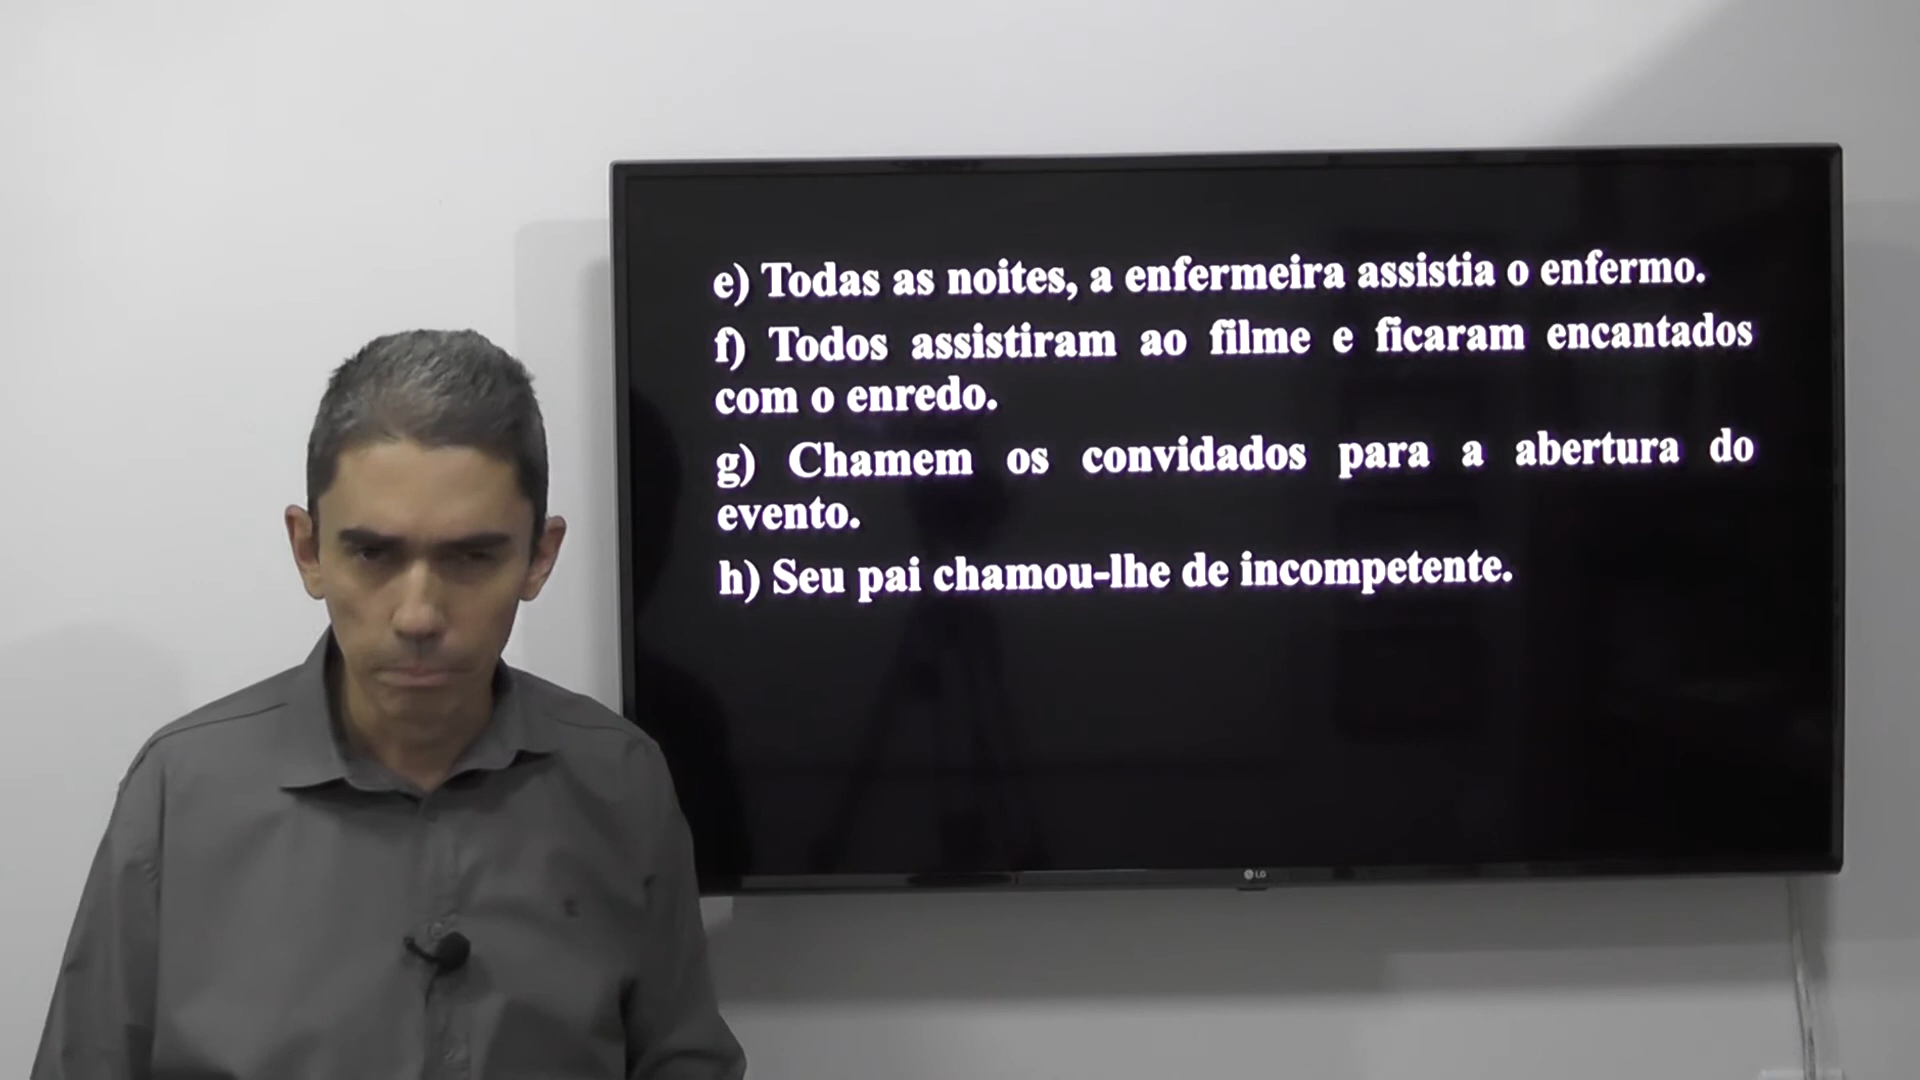 e) Todas as noites, a enfermeira assistia o enfermo.
f) Todos assistiram ao filme e ficaram encantados
com o enredo.
g) Chamem os convidados para a abertura do
evento.
h) Seu pai chamou-lhe de incompetente.
LG